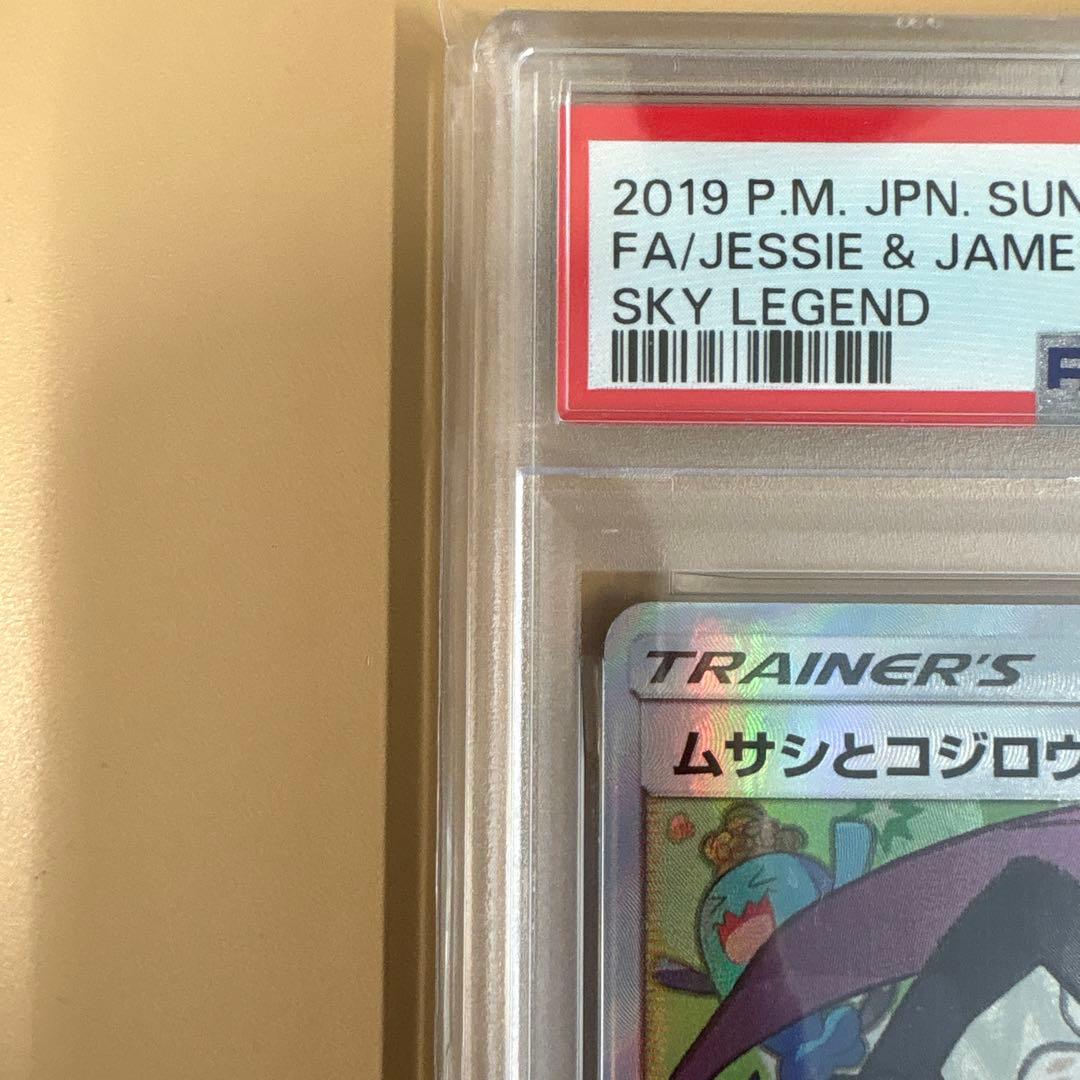 2019 P.M. JPN. SUN
FA/JESSIE & JAME
SKY LEGEND
TRAINER'S
ムサシとコジロウ